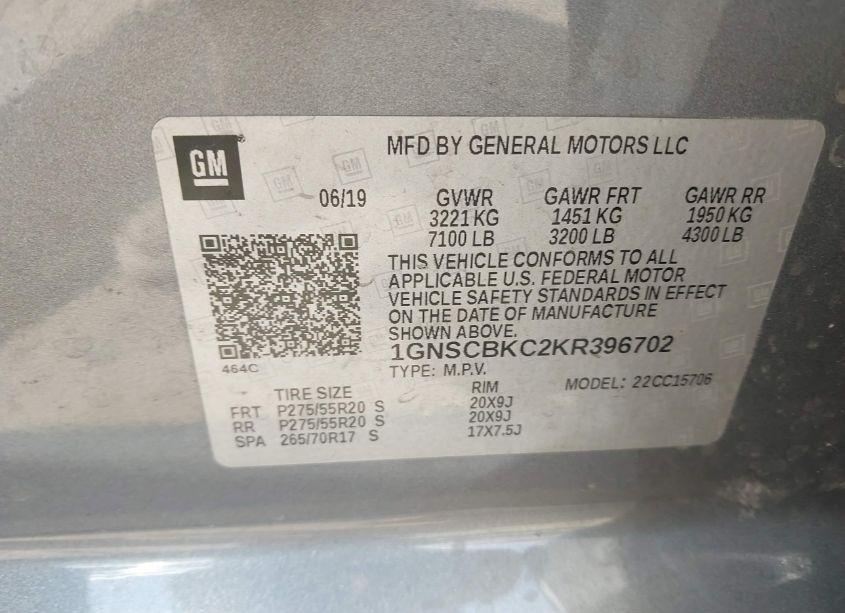 GM
MFD BY GENERAL MOTORS LLC
06/19
GVWR GAWR FRT GAWR RR
3221 KG 1451 KG 1950 KG
7100 LB 3200 LB 4300 LB
THIS VEHICLE CONFORMS TO ALL
APPLICABLE U.S. FEDERAL MOTOR
VEHICLE SAFETY STANDARDS IN EFFECT
ON THE DATE OF MANUFACTURE
SHOWN ABOVE.
1GNSCBKC2KR396702
464C
TYPE: M.P.V.
MODEL: 22CC15706
TIRE SIZE RIM
FRT P275/55R20 S 20X9J
RR P275/55R20 S 20X9J
SPA 265/70R17 S 17X7.5J